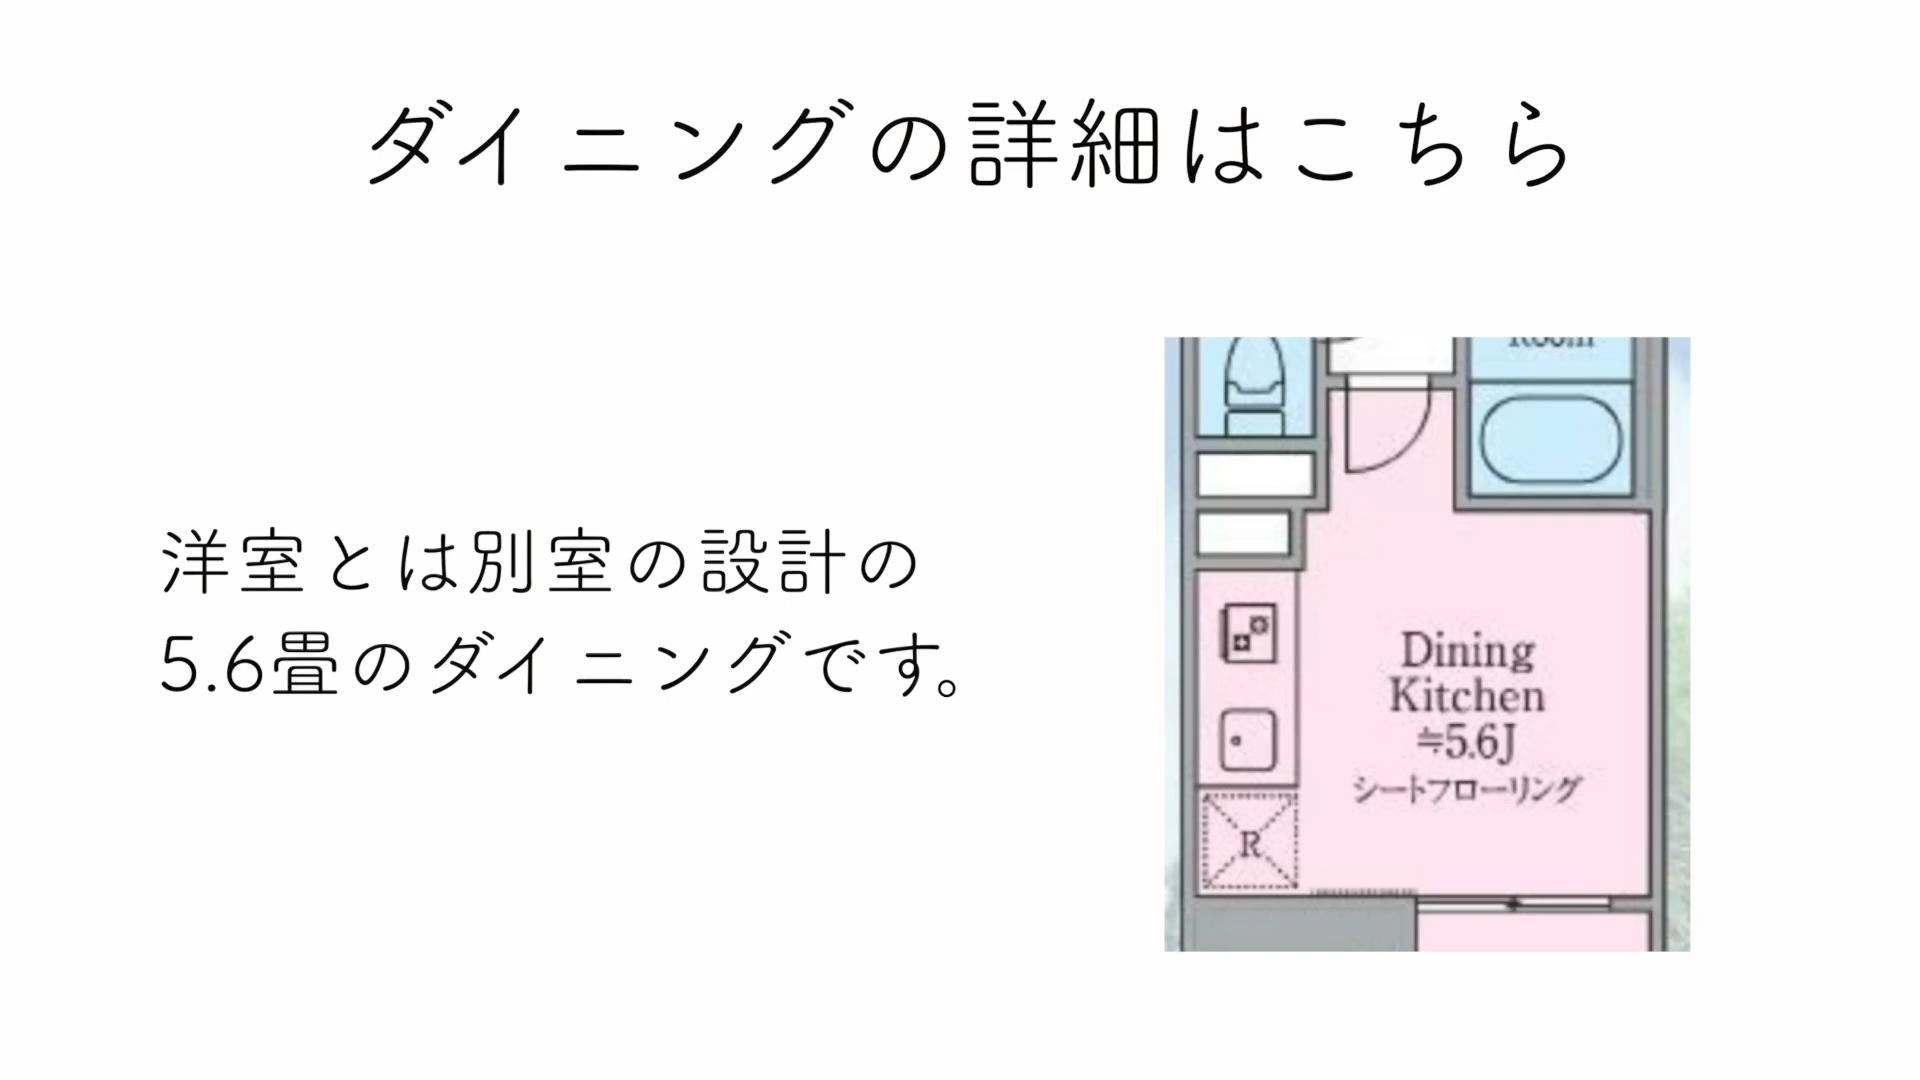 ダイニングの詳細はこちら
洋室とは別室の設計の
5.6畳のダイニングです。
Room
Dining
Kitchen
≒5.6J
シートフローリング
R